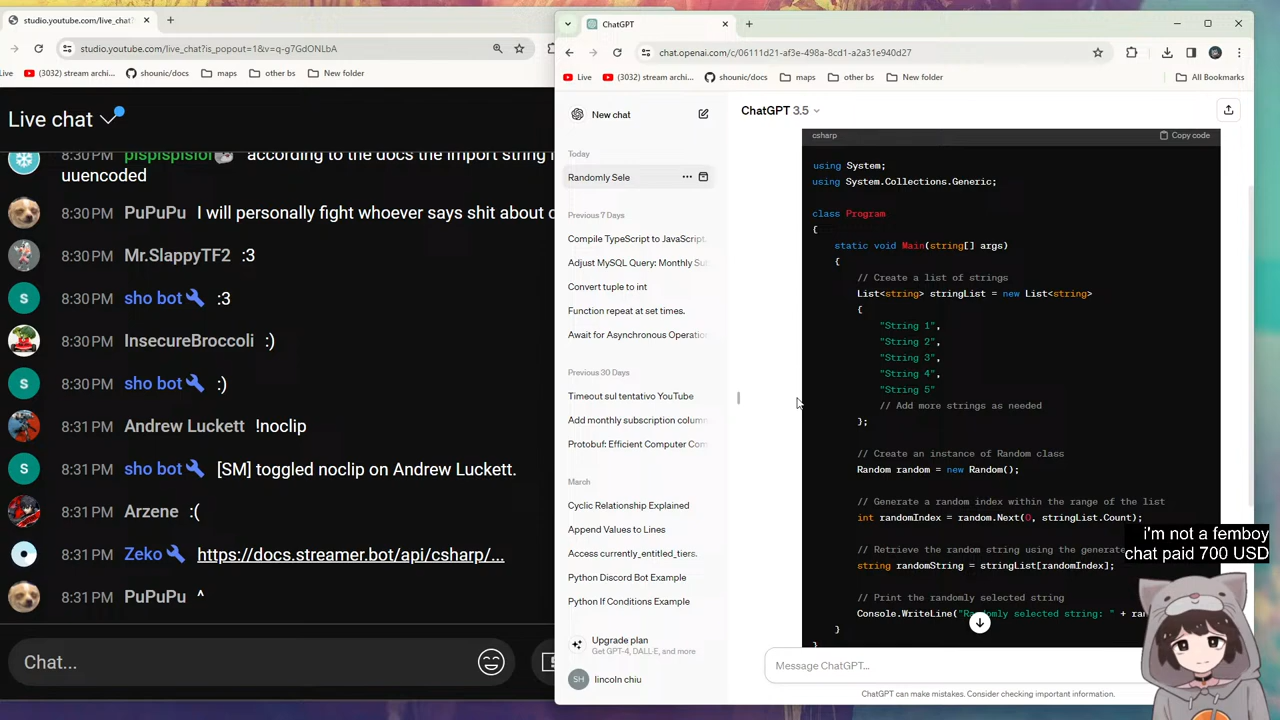 studio.youtube.com/live_chat?
studio.youtube.com/live_chat?is_popout=1&v=q-g7GdONLbA
Live
(3032) stream archi...
shounic/docs
maps
other bs
New folder
Live chat
8:30 PM pispispisioi according to the docs the import string
uuencoded
8:30 PM PuPuPu I will personally fight whoever says shit about
8:30 PM Mr.SlappyTF2 :3
S 8:30 PM sho bot :3
8:30 PM InsecureBroccoli :)
S 8:30 PM sho bot :)
8:31 PM Andrew Luckett !noclip
S 8:31 PM sho bot [SM] toggled noclip on Andrew Luckett.
8:31 PM Arzene :(
8:31 PM Zeko https://docs.streamer.bot/api/csharp/...
8:31 PM PuPuPu ^
Chat...
ChatGPT
chat.openai.com/c/06111d21-af3e-498a-8cd1-a2a31e940d27
Live
(3032) stream archi...
shounic/docs
maps
other bs
New folder
All Bookmarks
New chat
Today
Randomly Sele
Previous 7 Days
Compile TypeScript to JavaScript.
Adjust MySQL Query: Monthly Su
Convert tuple to int
Function repeat at set times.
Await for Asynchronous Operatio
Previous 30 Days
Timeout sul tentativo YouTube
Add monthly subscription column
Protobuf: Efficient Computer Com
March
Cyclic Relationship Explained
Append Values to Lines
Access currently_entitled_tiers.
Python Discord Bot Example
Python If Conditions Example
Upgrade plan
Get GPT-4, DALL·E, and more
SH lincoln chiu
ChatGPT 3.5
csharp
Copy code
using System;
using System.Collections.Generic;
class Program
{
static void Main(string[] args)
{
// Create a list of strings
List<string> stringList = new List<string>
{
"String 1",
"String 2",
"String 3",
"String 4",
"String 5"
// Add more strings as needed
};
// Create an instance of Random class
Random random = new Random();
// Generate a random index within the range of the list
int randomIndex = random.Next(0, stringList.Count);
// Retrieve the random string using the generate
string randomString = stringList[randomIndex];
// Print the randomly selected string
Console.WriteLine("Randomly selected string: " + ran
}
}
Message ChatGPT...
ChatGPT can make mistakes. Consider checking important information.
i'm not a femboy
chat paid 700 USD